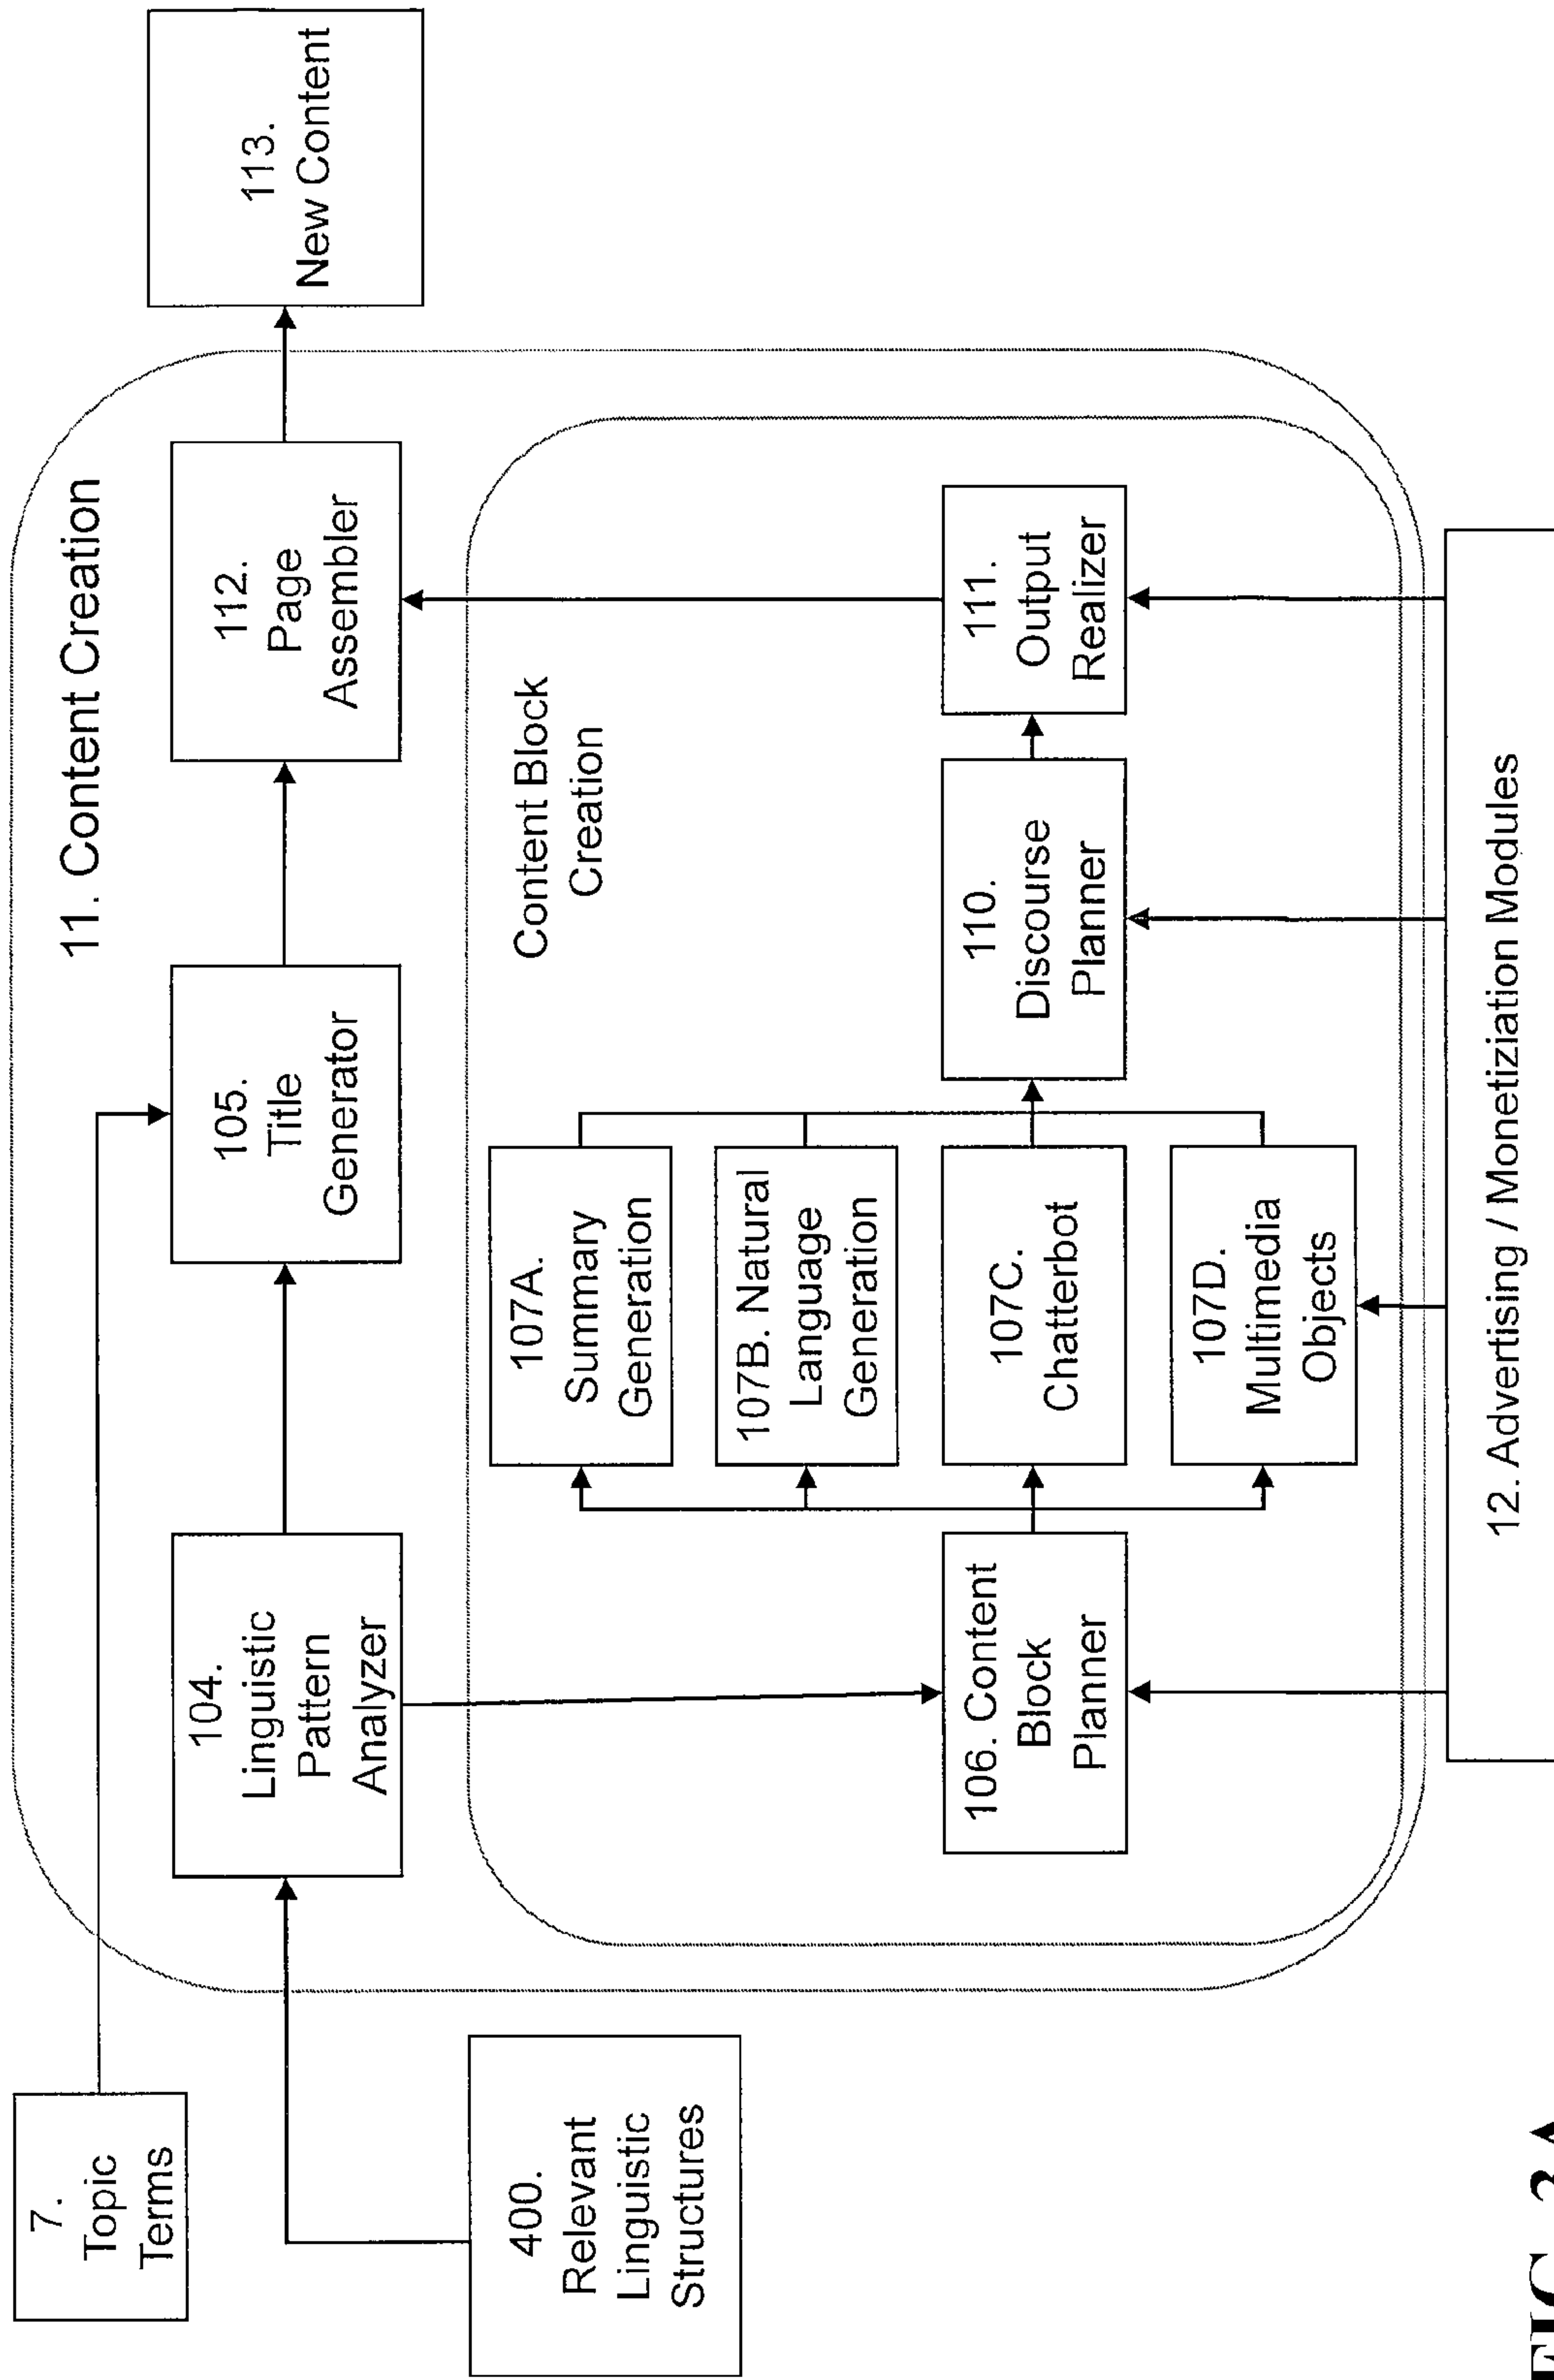 7.
Topic
Terms
400.
Relevant
Linguistic
Structures
11. Content Creation
104.
Linguistic
Pattern
Analyzer
105.
Title
Generator
112.
Page
Assembler
113.
New Content
Content Block
Creation
106. Content
Block
Planner
107A.
Summary
Generation
107B. Natural
Language
Generation
107C.
Chatterbot
107D.
Multimedia
Objects
110.
Discourse
Planner
111.
Output
Realizer
12. Advertising / Monetiziation Modules
FIG. 3A